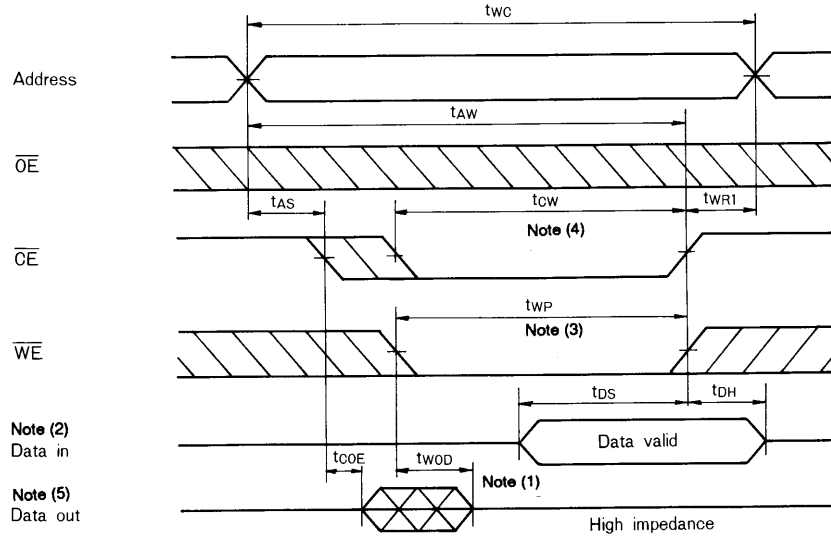 tWC
Address
tAW
OE
tAS
tCW
tWR1
Note (4)
CE
tWP
Note (3)
WE
tDS
tDH
Note (2)
Data in
Data valid
tCOE
tWOD
Note (1)
Note (5)
Data out
High impedance